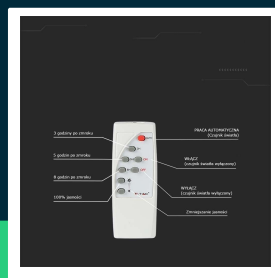 3 godziny po zmroku
5 godzin po zmroku
8 godzin po zmroku
100% jasności
PRACA AUTOMATYCZNA
(Czujnik światła)
WŁĄCZ
(czujnik światła wyłączony)
WYŁĄCZ
(czujnik światła wyłączony)
Zmniejszenie jasności